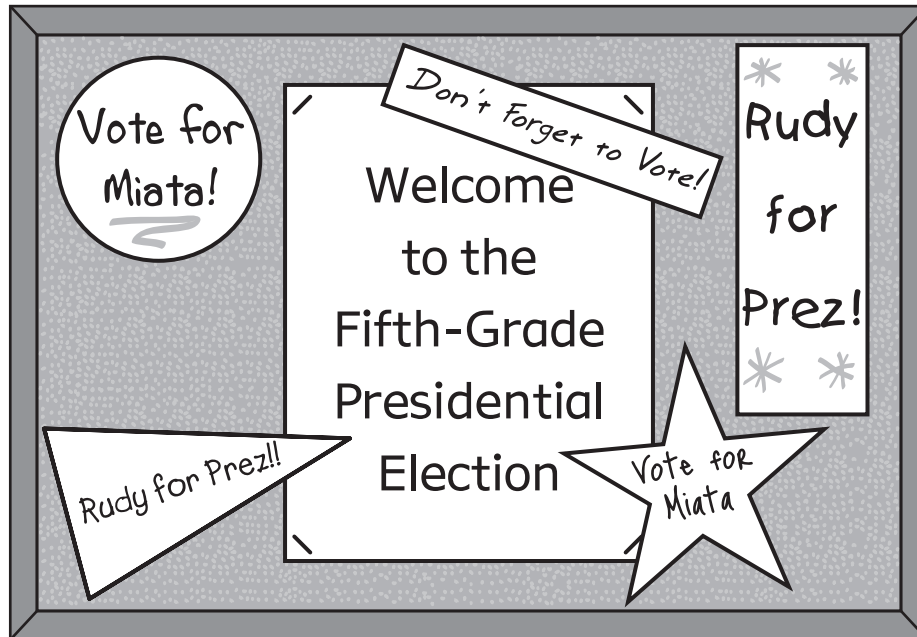 Vote for
Miata!
Don't Forget to Vote!
Welcome
to the
Fifth-Grade
Presidential
Election
Rudy
for
Prez!
Rudy for Prez!!
Vote for
Miata